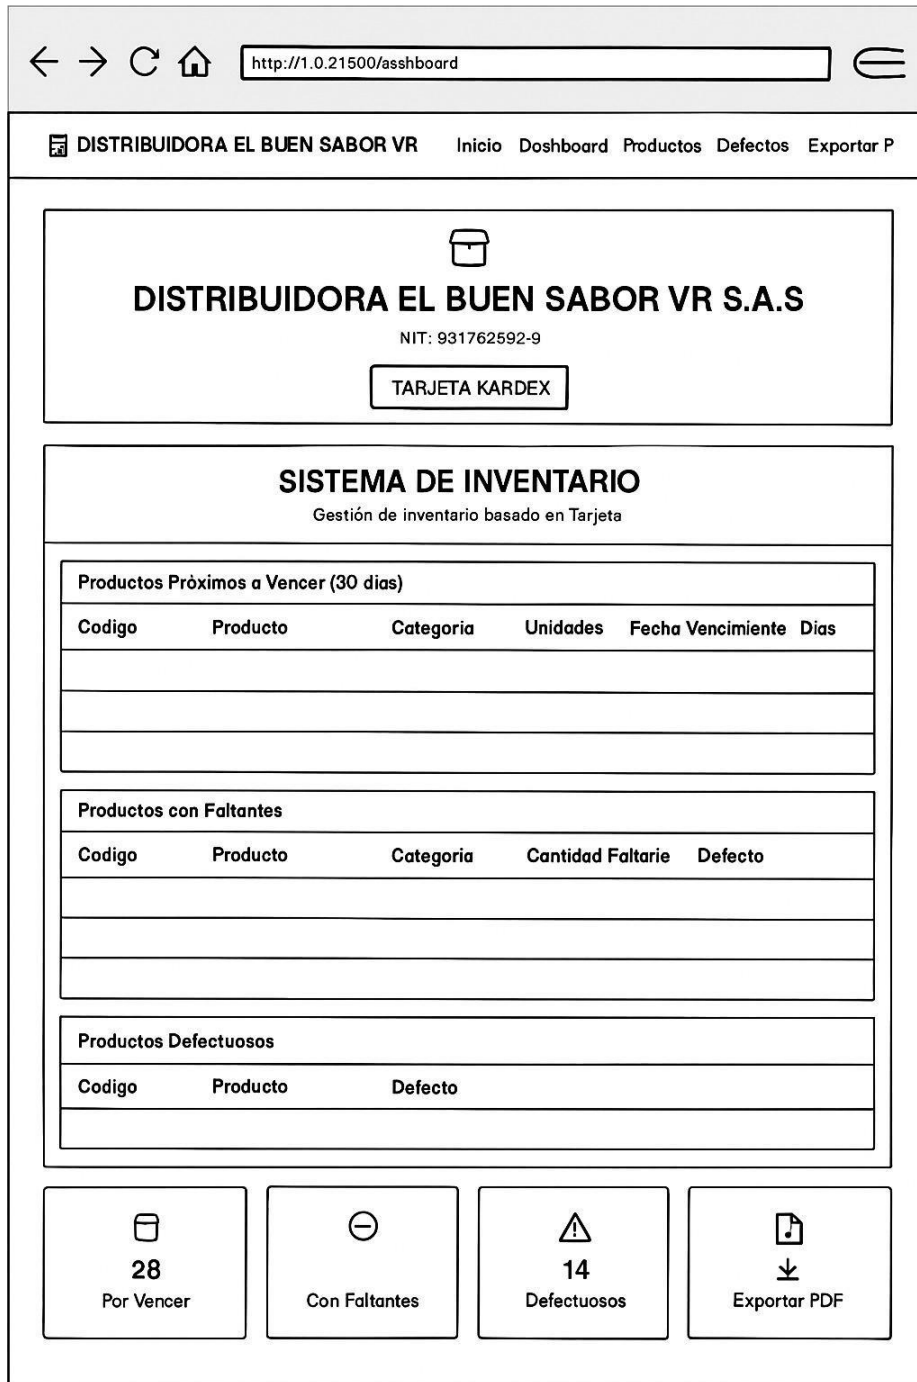 http://1.0.21500/asshboard
DISTRIBUIDORA EL BUEN SABOR VR Inicio Doshboard Productos Defectos Exportar P
DISTRIBUIDORA EL BUEN SABOR VR S.A.S
NIT: 931762592-9
TARJETA KARDEX
SISTEMA DE INVENTARIO
Gestión de inventario basado en Tarjeta
Productos Pròximos a Vencer (30 dias)
Codigo Producto Categoria Unidades Fecha Vencimiente Dias
Productos con Faltantes
Codigo Producto Categoria Cantidad Faltarie Defecto
Productos Defectuosos
Codigo Producto Defecto
28
Por Vencer
Con Faltantes
14
Defectuosos
Exportar PDF